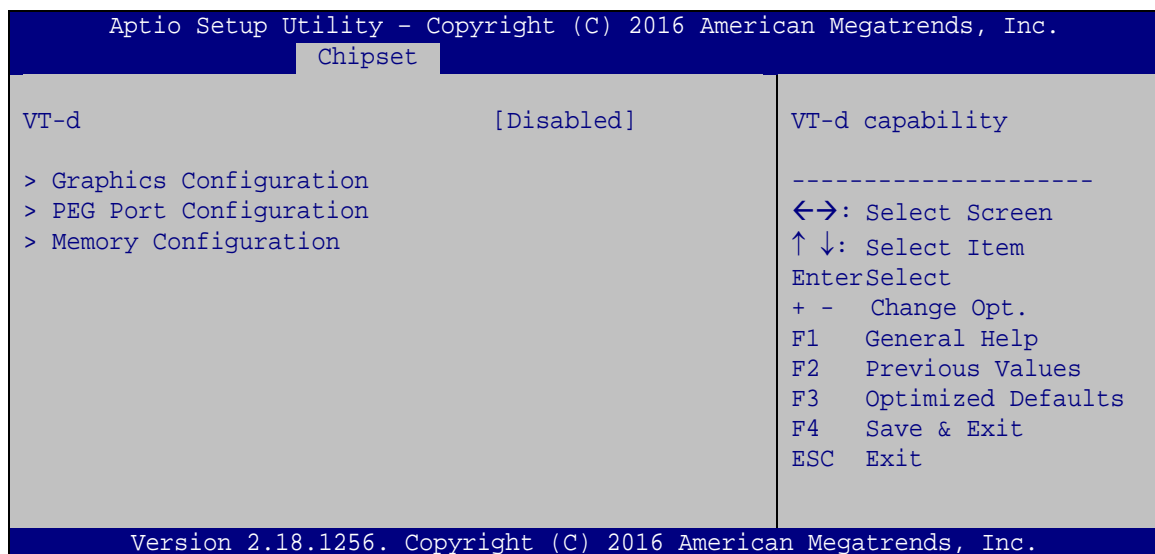 Aptio Setup Utility – Copyright (C) 2016 American Megatrends, Inc.
Chipset
VT-d [Disabled]
> Graphics Configuration
> PEG Port Configuration
> Memory Configuration
VT-d capability
---------------------
←→: Select Screen
↑ ↓: Select Item
EnterSelect
+ - Change Opt.
F1 General Help
F2 Previous Values
F3 Optimized Defaults
F4 Save & Exit
ESC Exit
Version 2.18.1256. Copyright (C) 2016 American Megatrends, Inc.